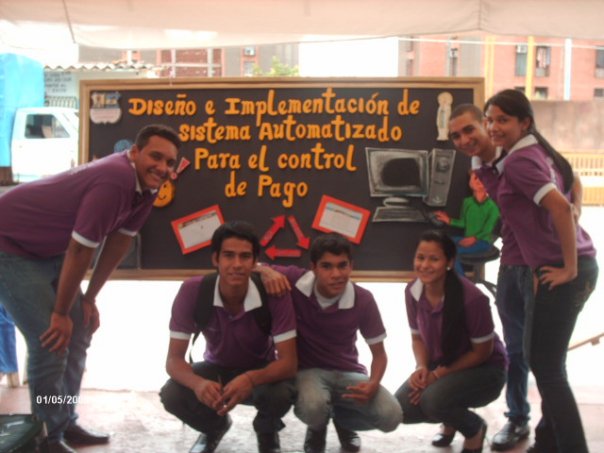 Diseño e Implementación de
sistema Automatizado
Para el control
de Pago